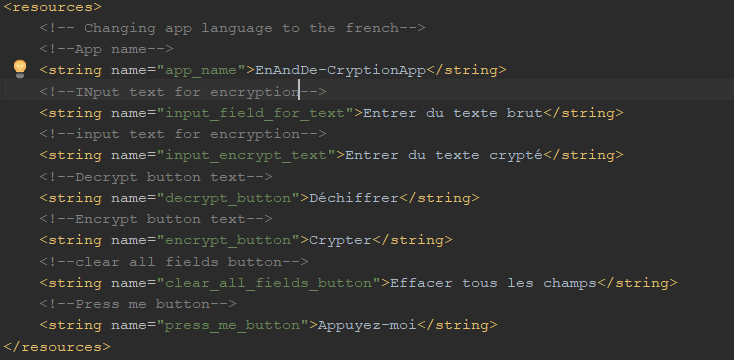 <resources>
<!-- Changing app language to the french-->
<!--App name-->
<string name="app_name">EnAndDe-CryptionApp</string>
<!--INput text for encryption-->
<string name="input_field_for_text">Entrer du texte brut</string>
<!--input text for encryption-->
<string name="input_encrypt_text">Entrer du texte crypté</string>
<!--Decrypt button text-->
<string name="decrypt_button">Déchiffrer</string>
<!--Encrypt button text-->
<string name="encrypt_button">Crypter</string>
<!--clear all fields button-->
<string name="clear_all_fields_button">Effacer tous les champs</string>
<!--Press me button-->
<string name="press_me_button">Appuyez-moi</string>
</resources>